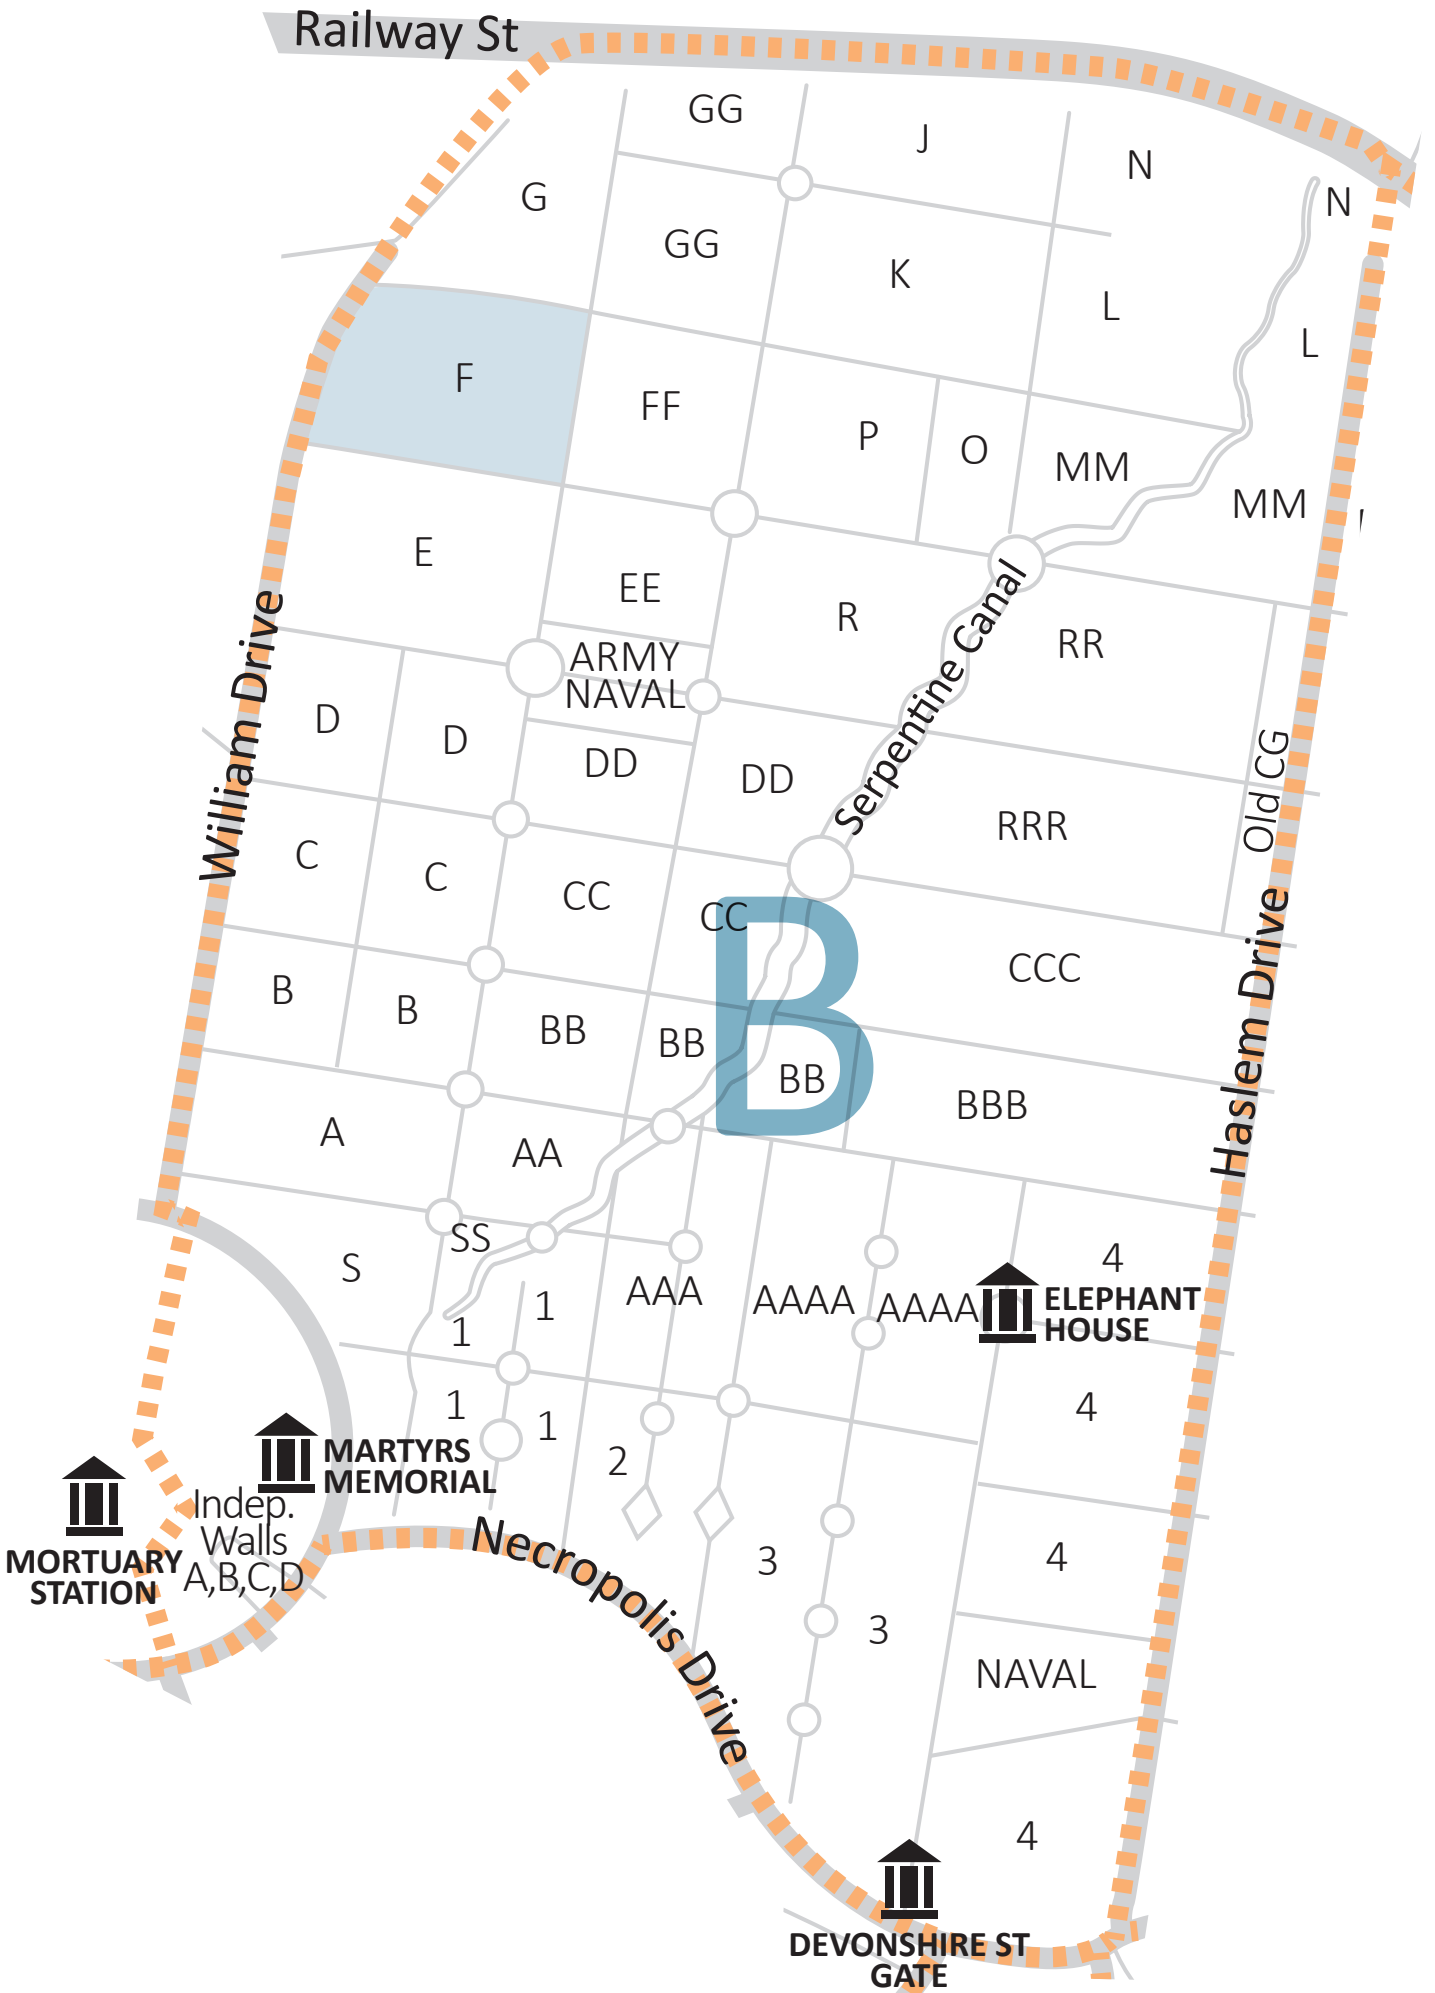 Railway St
GG
J
N
N
G
GG
K
L
L
F
FF
P
O
MM
MM
E
EE
R
RR
ARMY
NAVAL
Serpentine Canal
William Drive
D
D
DD
DD
RRR
Old CG
C
C
CC
CC
CCC
B
B
B
BB
BB
BB
BBB
Haslem Drive
A
AA
SS
S
1
1
AAA
AAAA
AAAA
4
ELEPHANT
HOUSE
1
1
2
4
MARTYRS
MEMORIAL
Indep.
Walls
A,B,C,D
MORTUARY
STATION
Necropolis Drive
3
3
4
NAVAL
4
DEVONSHIRE ST
GATE